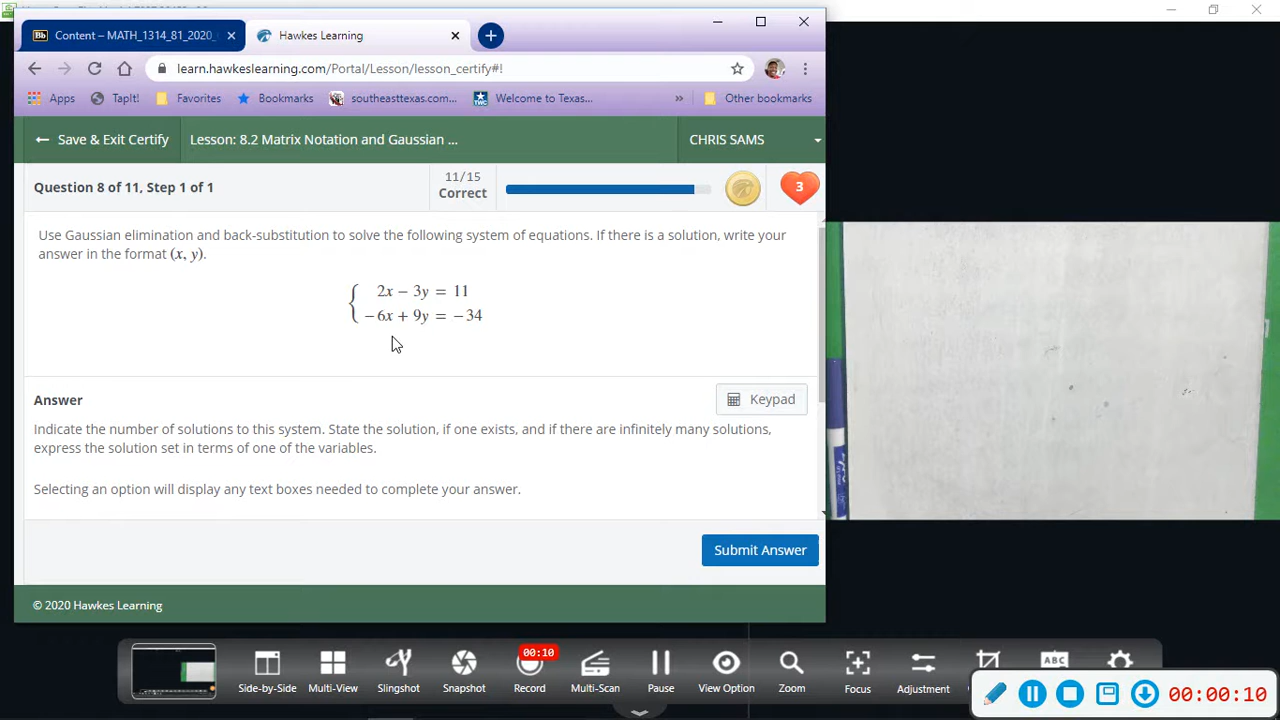 Content – MATH_1314_81_2020_
Hawkes Learning
learn.hawkeslearning.com/Portal/Lesson/lesson_certify#!
Apps
TapIt!
Favorites
Bookmarks
southeasttexas.com...
Welcome to Texas...
»
Other bookmarks
← Save & Exit Certify
Lesson: 8.2 Matrix Notation and Gaussian ...
CHRIS SAMS
Question 8 of 11, Step 1 of 1
11/15
Correct
3
Use Gaussian elimination and back-substitution to solve the following system of equations. If there is a solution, write your
answer in the format (x, y).
2x − 3y = 11
−6x + 9y = −34
Answer
Keypad
Indicate the number of solutions to this system. State the solution, if one exists, and if there are infinitely many solutions,
express the solution set in terms of one of the variables.
Selecting an option will display any text boxes needed to complete your answer.
Submit Answer
© 2020 Hawkes Learning
00:10
ABC
Side-by-Side
Multi-View
Slingshot
Snapshot
Record
Multi-Scan
Pause
View Option
Zoom
Focus
Adjustment
00:00:10